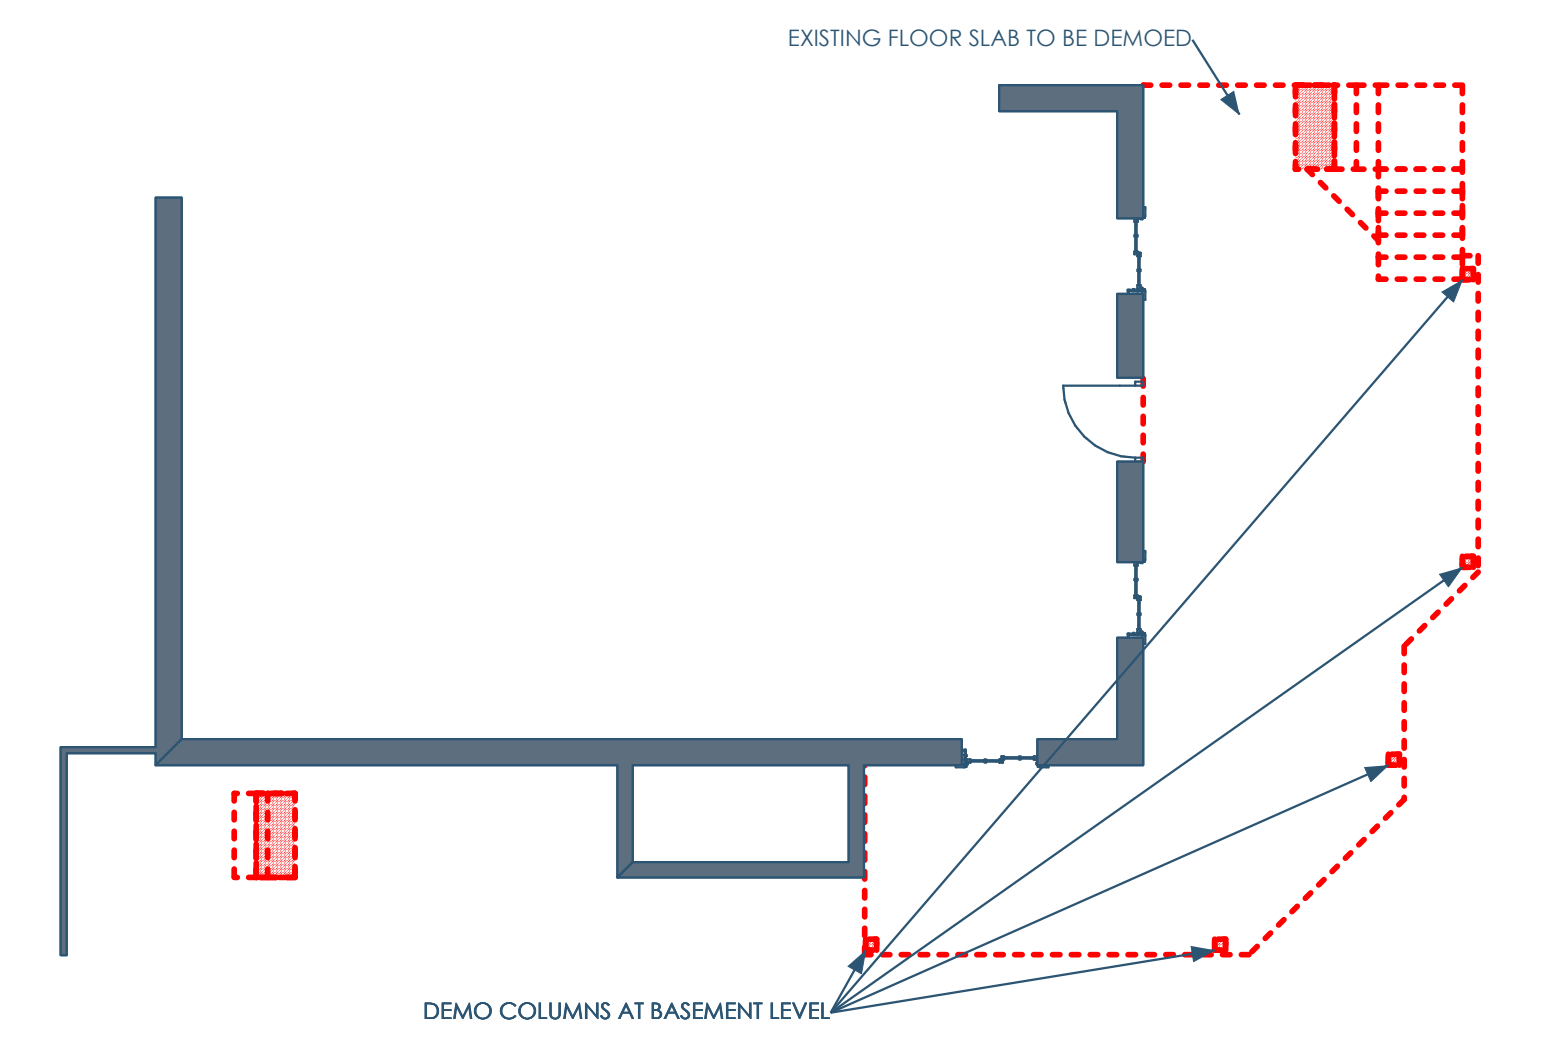 EXISTING FLOOR SLAB TO BE DEMOED
DEMO COLUMNS AT BASEMENT LEVEL